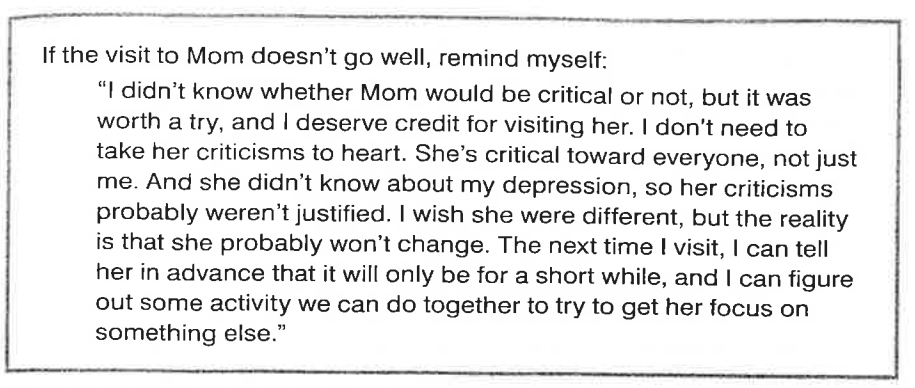 If the visit to Mom doesn't go well, remind myself:
“I didn't know whether Mom would be critical or not, but it was
worth a try, and I deserve credit for visiting her. I don't need to
take her criticisms to heart. She's critical toward everyone, not just
me. And she didn't know about my depression, so her criticisms
probably weren't justified. I wish she were different, but the reality
is that she probably won't change. The next time I visit, I can tell
her in advance that it will only be for a short while, and I can figure
out some activity we can do together to try to get her focus on
something else.”